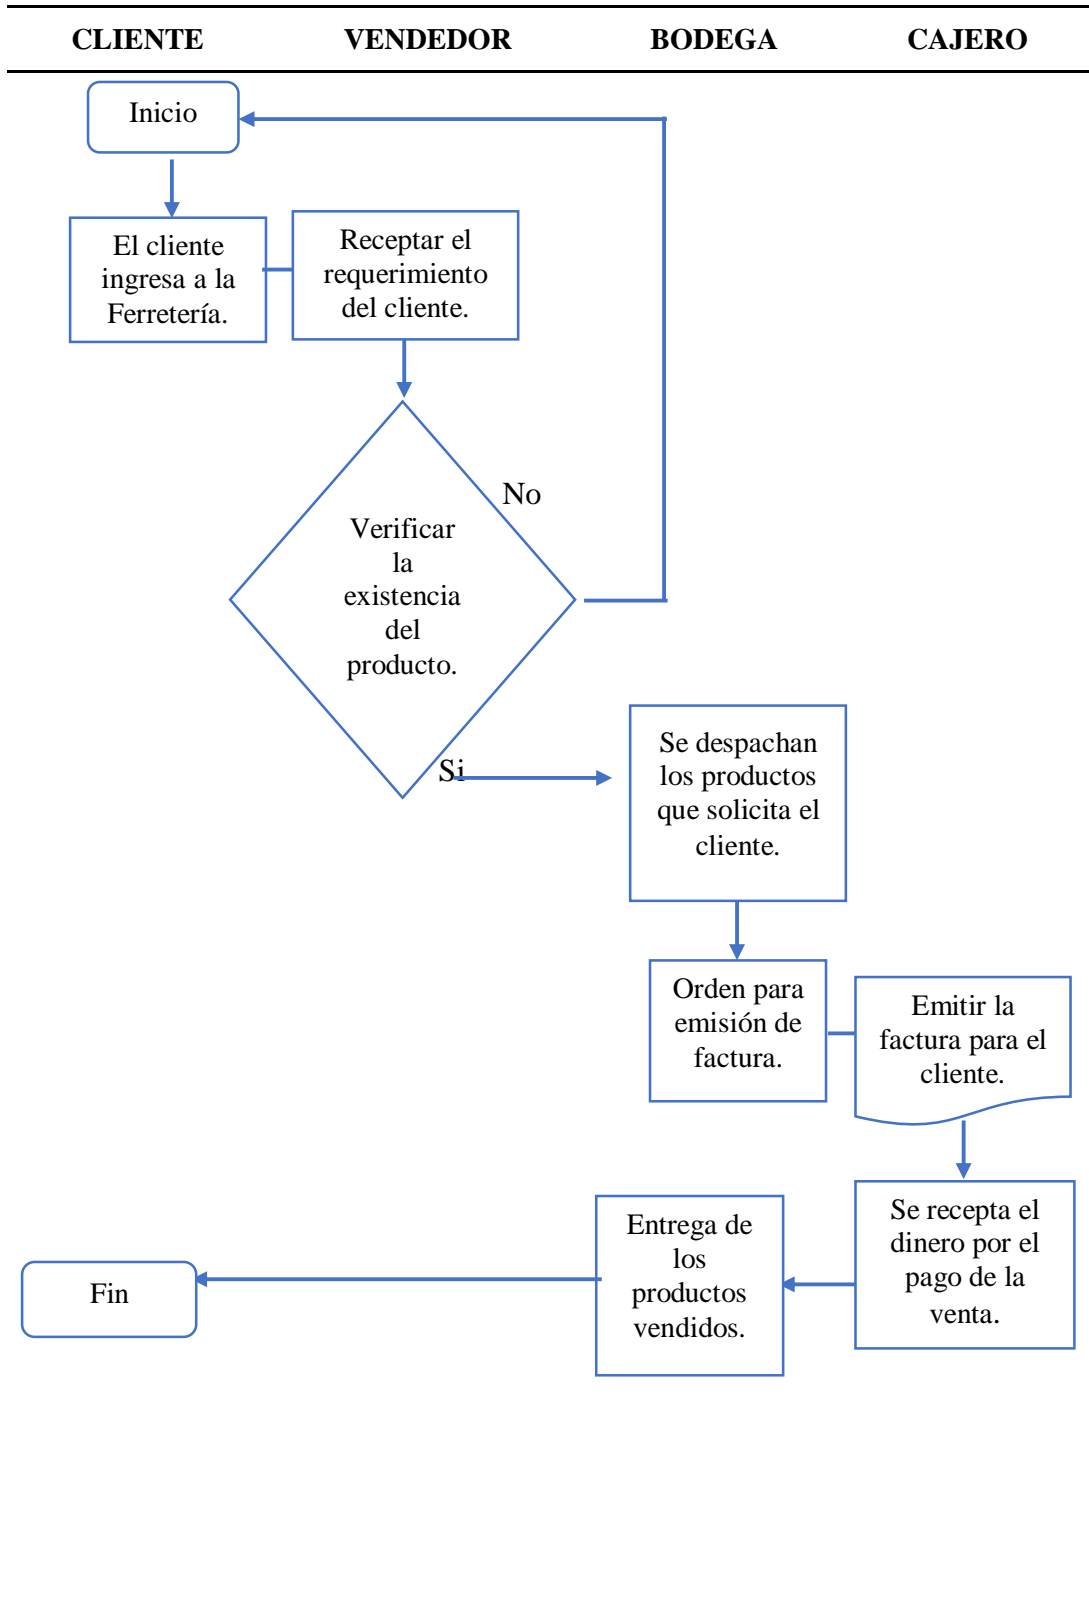 CLIENTE VENDEDOR BODEGA CAJERO
Inicio
El cliente
ingresa a la
Ferretería.
Receptar el
requerimiento
del cliente.
No
Verificar
la
existencia
del
producto.
Si
Se despachan
los productos
que solicita el
cliente.
Orden para
emisión de
factura.
Emitir la
factura para el
cliente.
Se recepta el
dinero por el
pago de la
venta.
Entrega de
los
productos
vendidos.
Fin